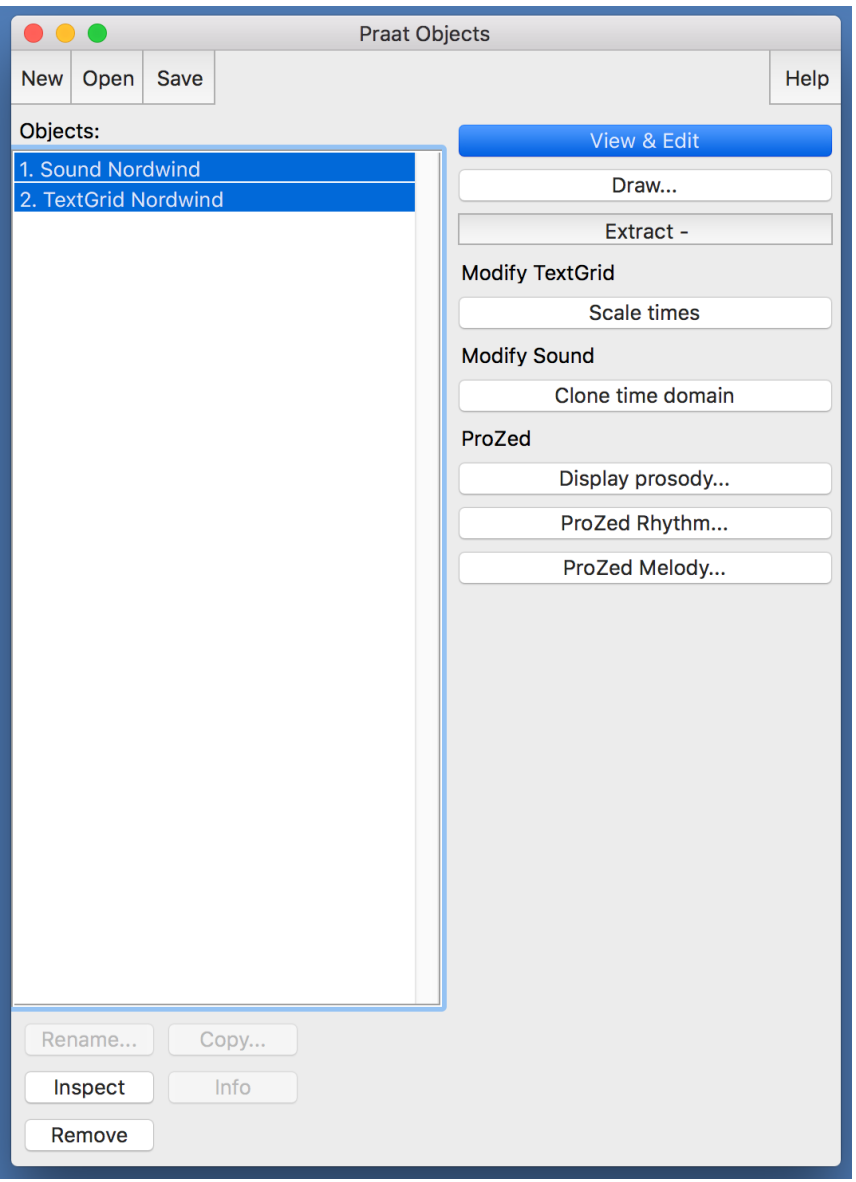 Praat Objects
New Open Save Help
Objects:
1. Sound Nordwind
2. TextGrid Nordwind
View & Edit
Draw...
Extract -
Modify TextGrid
Scale times
Modify Sound
Clone time domain
ProZed
Display prosody...
ProZed Rhythm...
ProZed Melody...
Rename... Copy...
Inspect Info
Remove